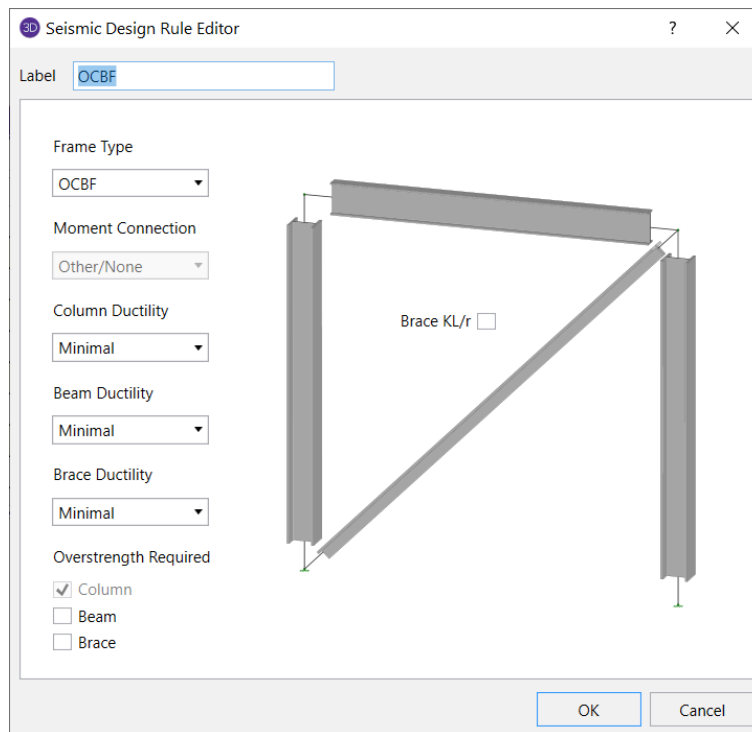 3D Seismic Design Rule Editor ?
Label OCBF
Frame Type
OCBF
Moment Connection
Other/None
Column Ductility
Minimal
Beam Ductility
Minimal
Brace Ductility
Minimal
Overstrength Required
Column
Beam
Brace
Brace KL/r
OK Cancel